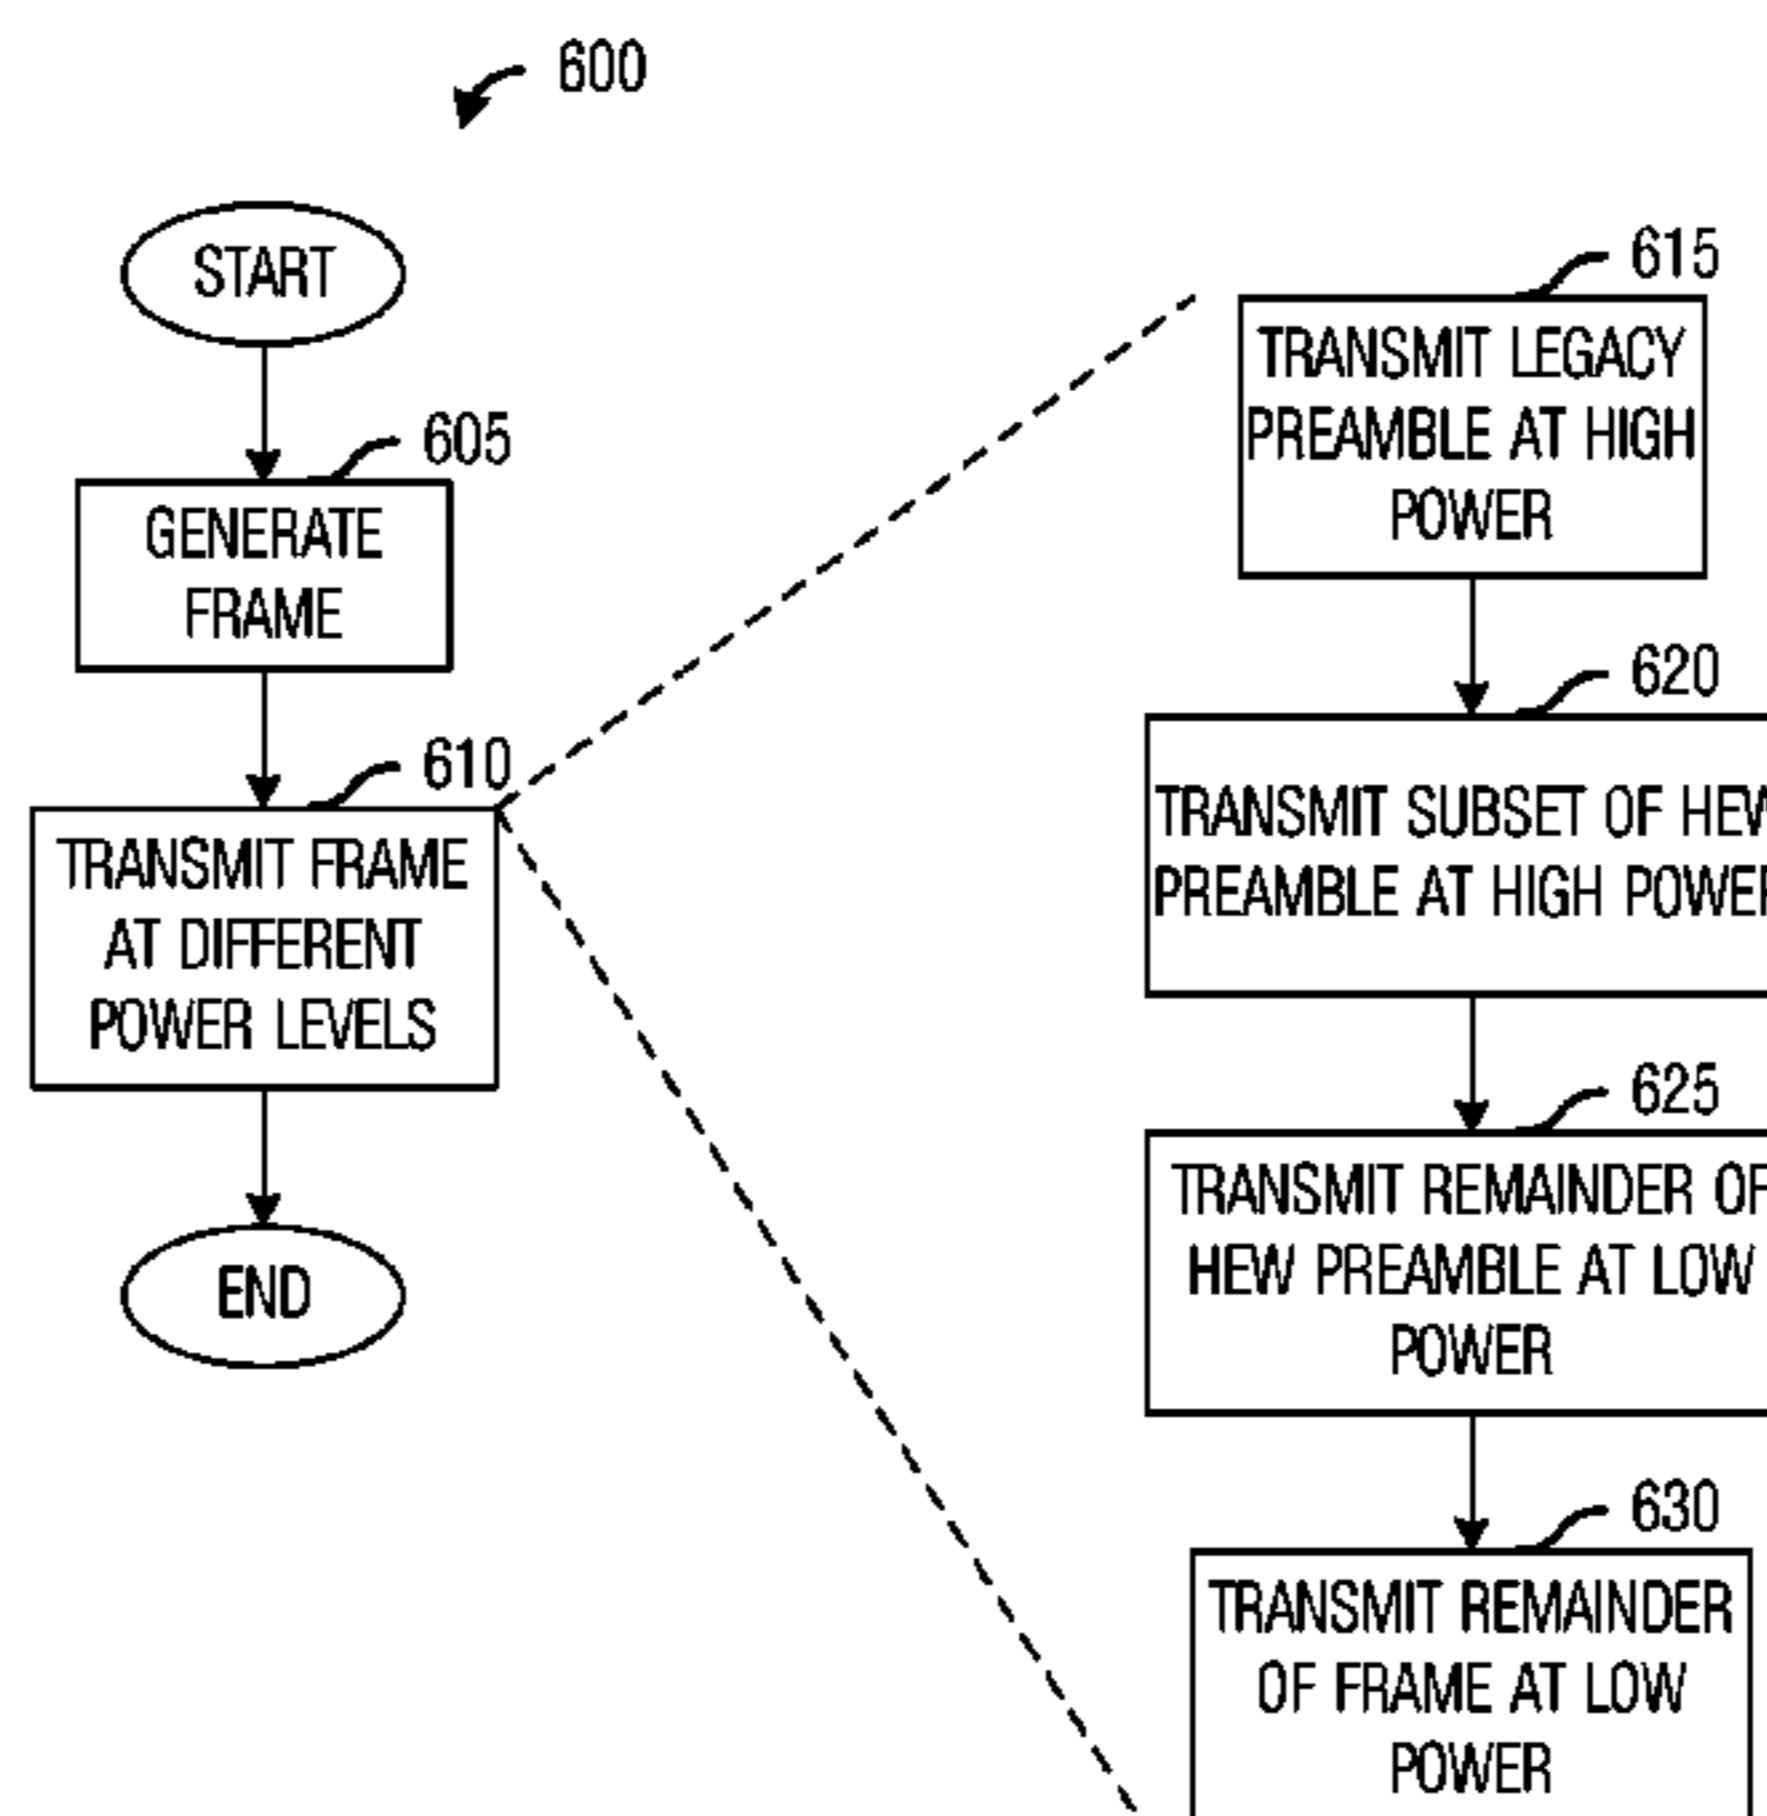 600
START
605
GENERATE
FRAME
610
TRANSMIT FRAME
AT DIFFERENT
POWER LEVELS
END
615
TRANSMIT LEGACY
PREAMBLE AT HIGH
POWER
620
TRANSMIT SUBSET OF HEW
PREAMBLE AT HIGH POWER
625
TRANSMIT REMAINDER OF
HEW PREAMBLE AT LOW
POWER
630
TRANSMIT REMAINDER
OF FRAME AT LOW
POWER